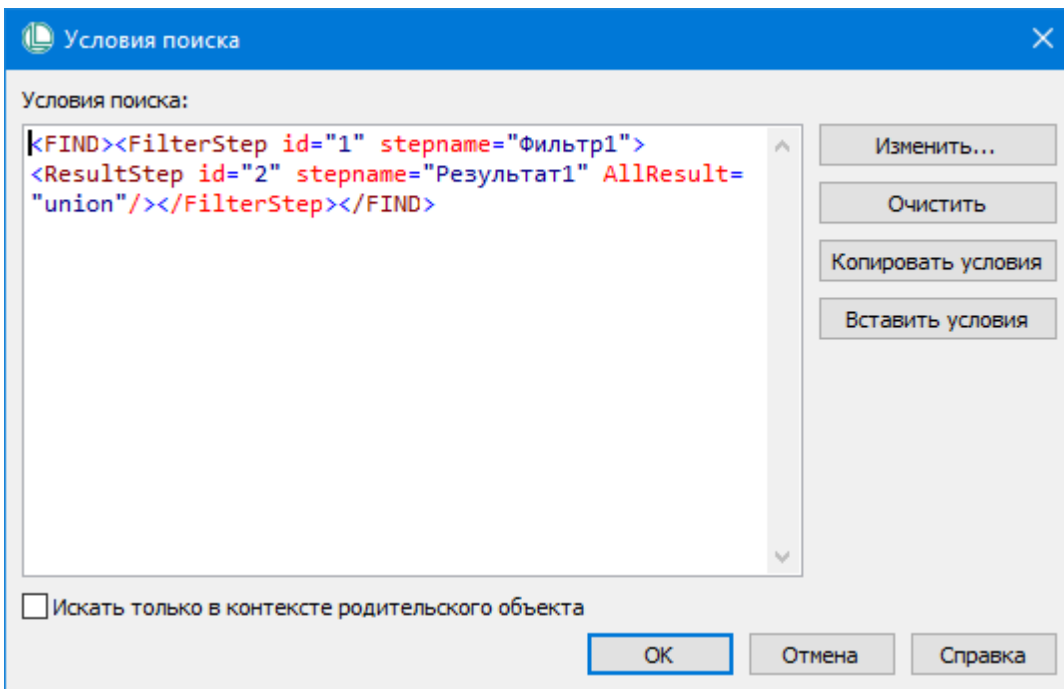 Условия поиска
Условия поиска:
<FIND><FilterStep id="1" stepname="Фильтр1">
<ResultStep id="2" stepname="Результат1" AllResult=
"union"/></FilterStep></FIND>
Изменить...
Очистить
Копировать условия
Вставить условия
Искать только в контексте родительского объекта
ОК
Отмена
Справка